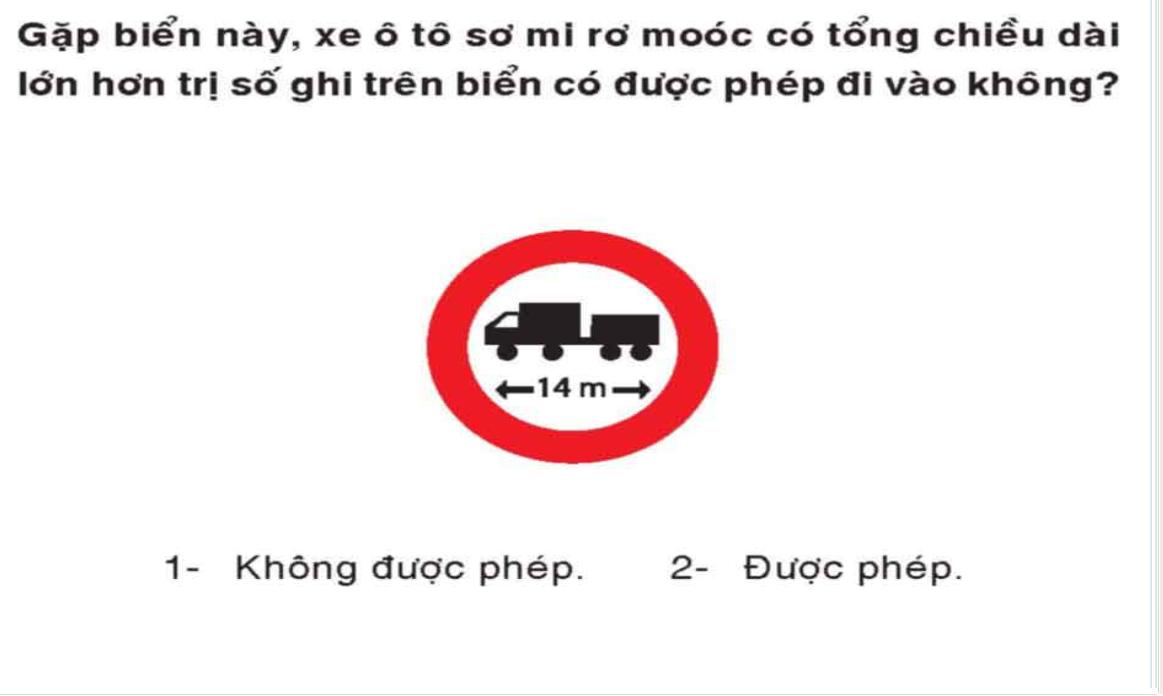 Gặp biển này, xe ô tô sơ mi rơ moóc có tổng chiều dài
lớn hơn trị số ghi trên biển có được phép đi vào không?
14 m
1- Không được phép. 2- Được phép.